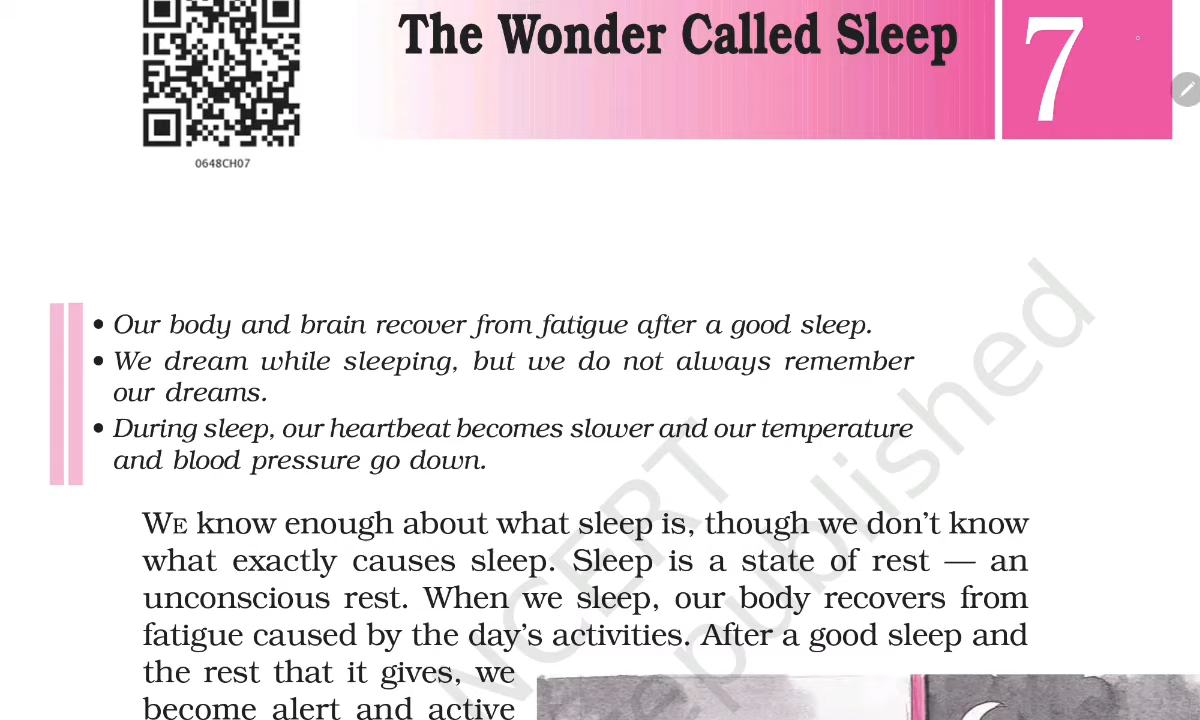 The Wonder Called Sleep
7
0648CH07
• Our body and brain recover from fatigue after a good sleep.
• We dream while sleeping, but we do not always remember
our dreams.
• During sleep, our heartbeat becomes slower and our temperature
and blood pressure go down.
WE know enough about what sleep is, though we don’t know
what exactly causes sleep. Sleep is a state of rest — an
unconscious rest. When we sleep, our body recovers from
fatigue caused by the day’s activities. After a good sleep and
the rest that it gives, we
become alert and active
NCERT
republished